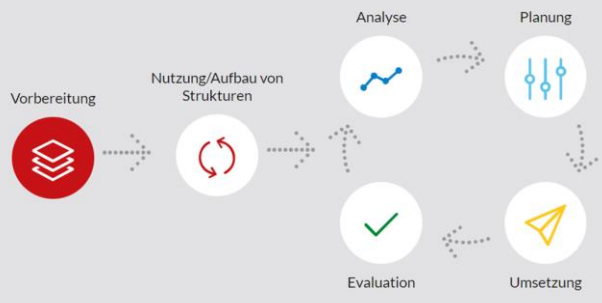 Vorbereitung
Nutzung/Aufbau von
Strukturen
Analyse
Planung
Umsetzung
Evaluation